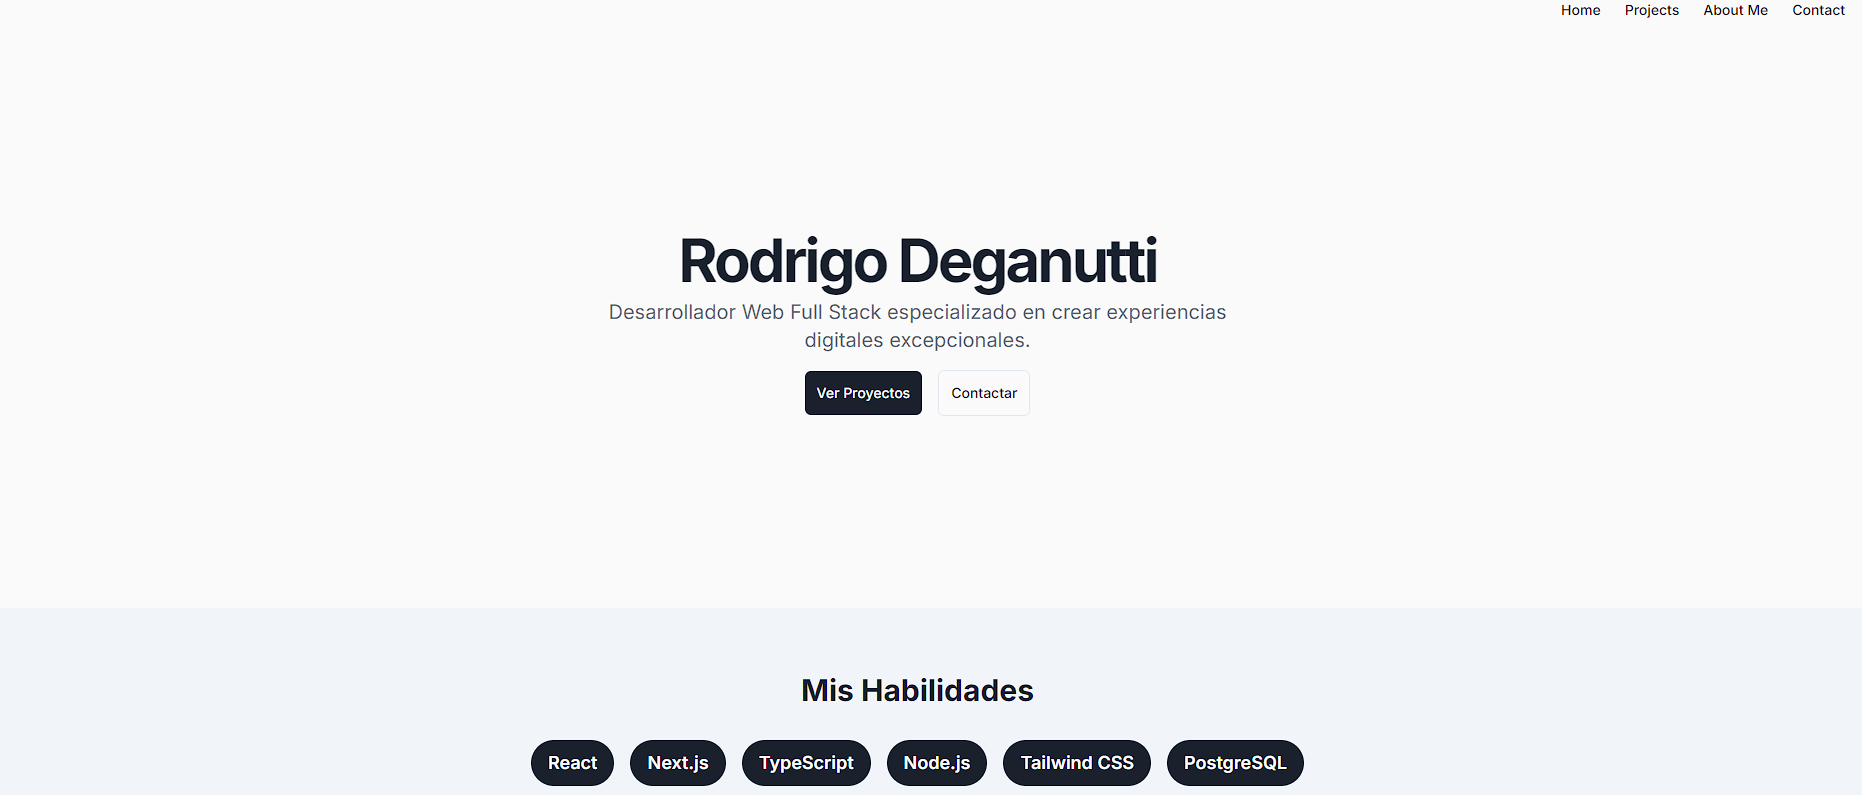 Home Projects About Me Contact
Rodrigo Deganutti
Desarrollador Web Full Stack especializado en crear experiencias
digitales excepcionales.
Ver Proyectos Contactar
Mis Habilidades
React Next.js TypeScript Node.js Tailwind CSS PostgreSQL